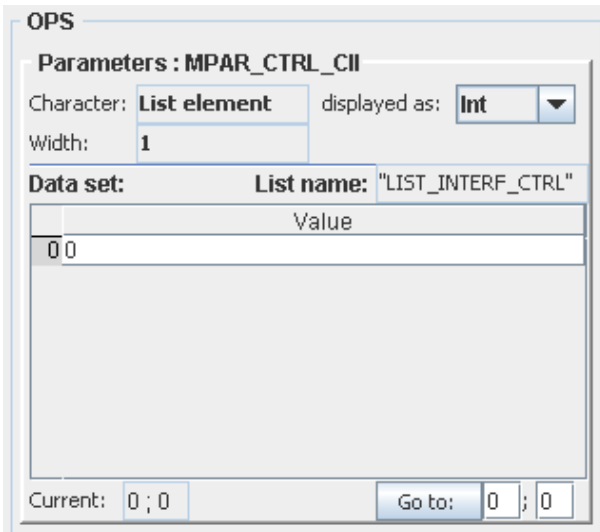 OPS
Parameters : MPAR_CTRL_CII
Character: List element displayed as: Int
Width: 1
Data set: List name: "LIST_INTERF_CTRL"
Value
0 0
Current: 0 ; 0 Go to: 0 ; 0